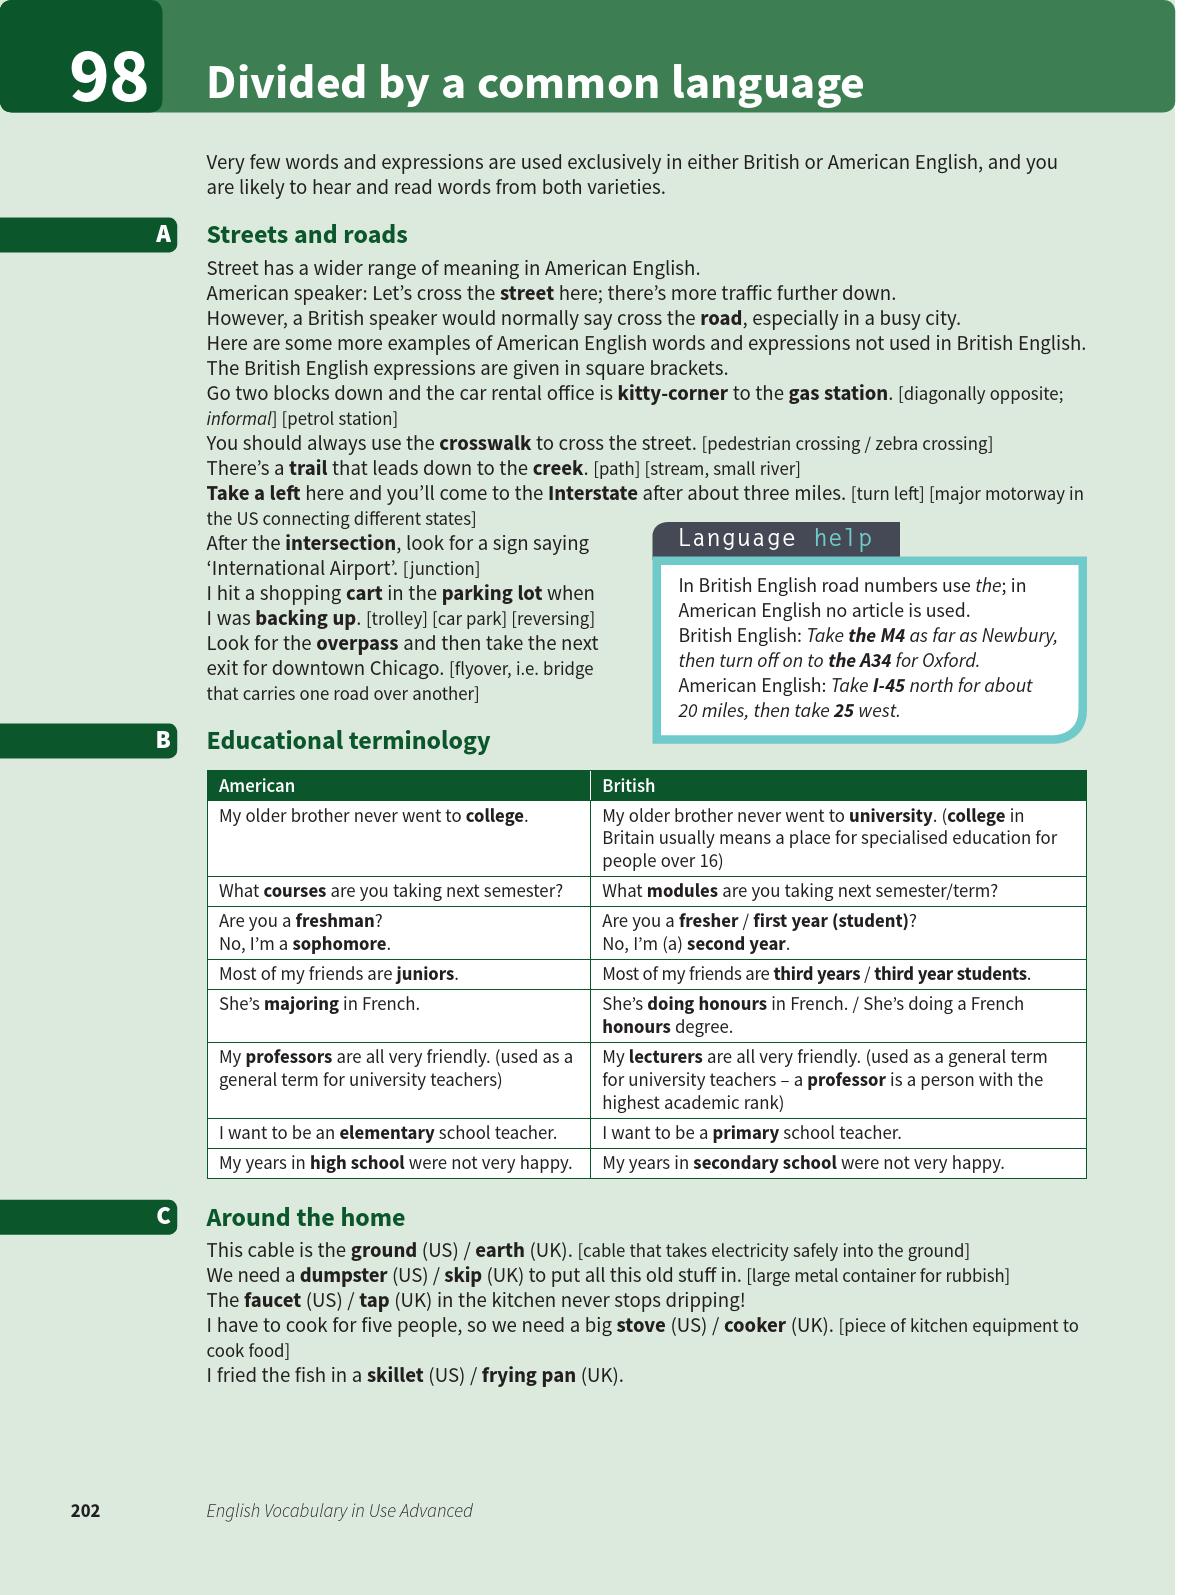 98
Divided by a common language
Very few words and expressions are used exclusively in either British or American English, and you
are likely to hear and read words from both varieties.
A
Streets and roads
Street has a wider range of meaning in American English.
American speaker: Let’s cross the street here; there’s more traffic further down.
However, a British speaker would normally say cross the road, especially in a busy city.
Here are some more examples of American English words and expressions not used in British English.
The British English expressions are given in square brackets.
Go two blocks down and the car rental office is kitty-corner to the gas station. [diagonally opposite;
informal] [petrol station]
You should always use the crosswalk to cross the street. [pedestrian crossing / zebra crossing]
There’s a trail that leads down to the creek. [path] [stream, small river]
Take a left here and you’ll come to the Interstate after about three miles. [turn left] [major motorway in
the US connecting different states]
After the intersection, look for a sign saying
‘International Airport’. [junction]
I hit a shopping cart in the parking lot when
I was backing up. [trolley] [car park] [reversing]
Look for the overpass and then take the next
exit for downtown Chicago. [flyover, i.e. bridge
that carries one road over another]
Language help
In British English road numbers use the; in
American English no article is used.
British English: Take the M4 as far as Newbury,
then turn off on to the A34 for Oxford.
American English: Take I-45 north for about
20 miles, then take 25 west.
B
Educational terminology
American
British
My older brother never went to college.
My older brother never went to university. (college in
Britain usually means a place for specialised education for
people over 16)
What courses are you taking next semester?
What modules are you taking next semester/term?
Are you a freshman?
No, I’m a sophomore.
Are you a fresher / first year (student)?
No, I’m (a) second year.
Most of my friends are juniors.
Most of my friends are third years / third year students.
She’s majoring in French.
She’s doing honours in French. / She’s doing a French
honours degree.
My professors are all very friendly. (used as a
general term for university teachers)
My lecturers are all very friendly. (used as a general term
for university teachers – a professor is a person with the
highest academic rank)
I want to be an elementary school teacher.
I want to be a primary school teacher.
My years in high school were not very happy.
My years in secondary school were not very happy.
C
Around the home
This cable is the ground (US) / earth (UK). [cable that takes electricity safely into the ground]
We need a dumpster (US) / skip (UK) to put all this old stuff in. [large metal container for rubbish]
The faucet (US) / tap (UK) in the kitchen never stops dripping!
I have to cook for five people, so we need a big stove (US) / cooker (UK). [piece of kitchen equipment to
cook food]
I fried the fish in a skillet (US) / frying pan (UK).
202
English Vocabulary in Use Advanced